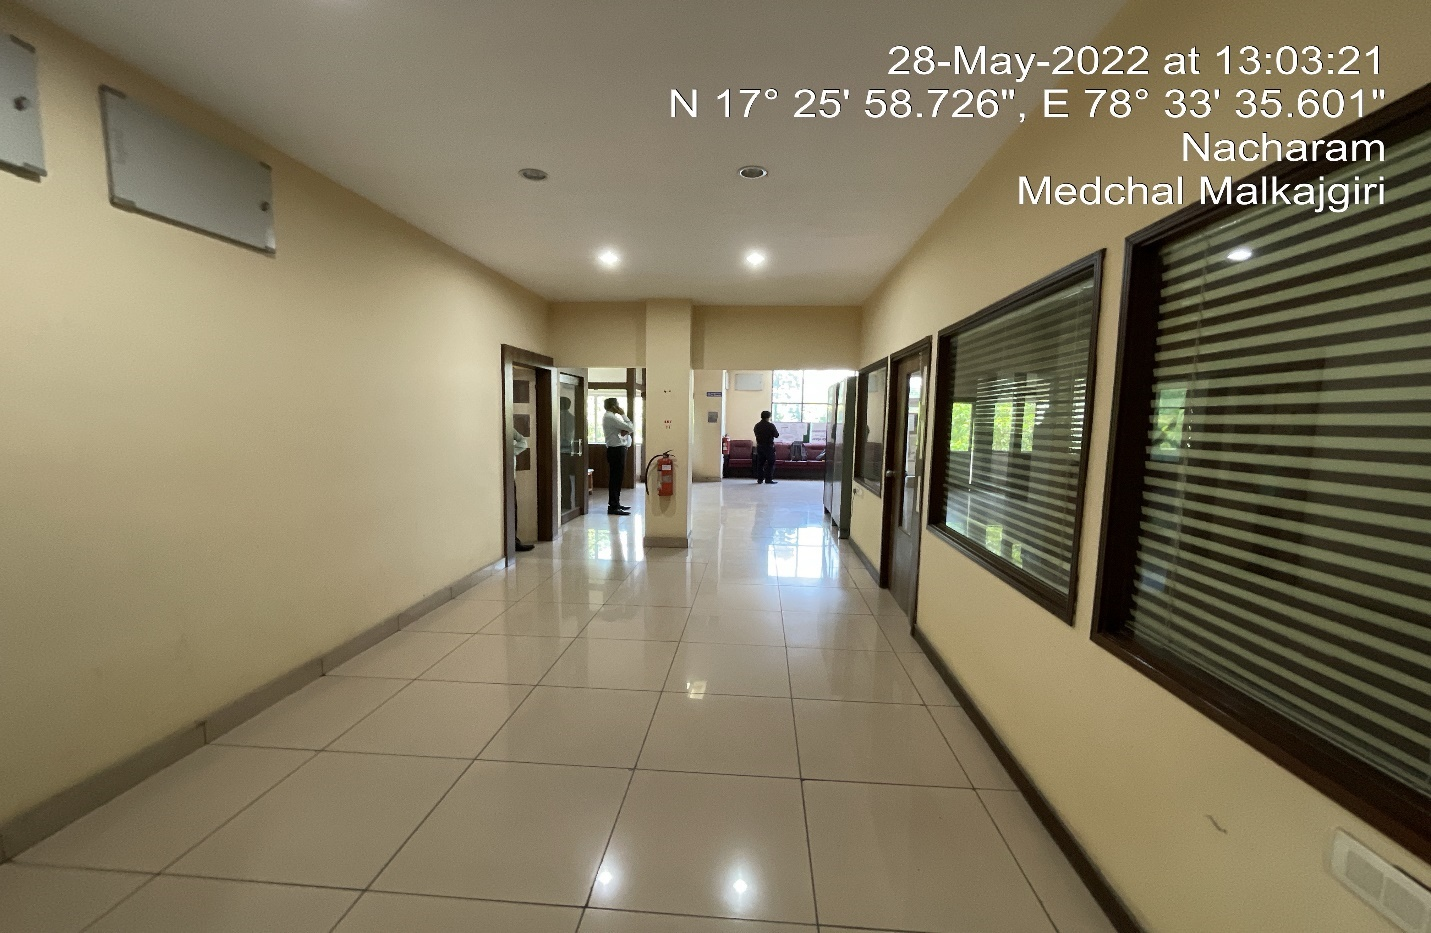 28-May-2022 at 13:03:21
N 17° 25' 58.726", E 78° 33' 35.601"
Nacharam
Medchal Malkajgiri